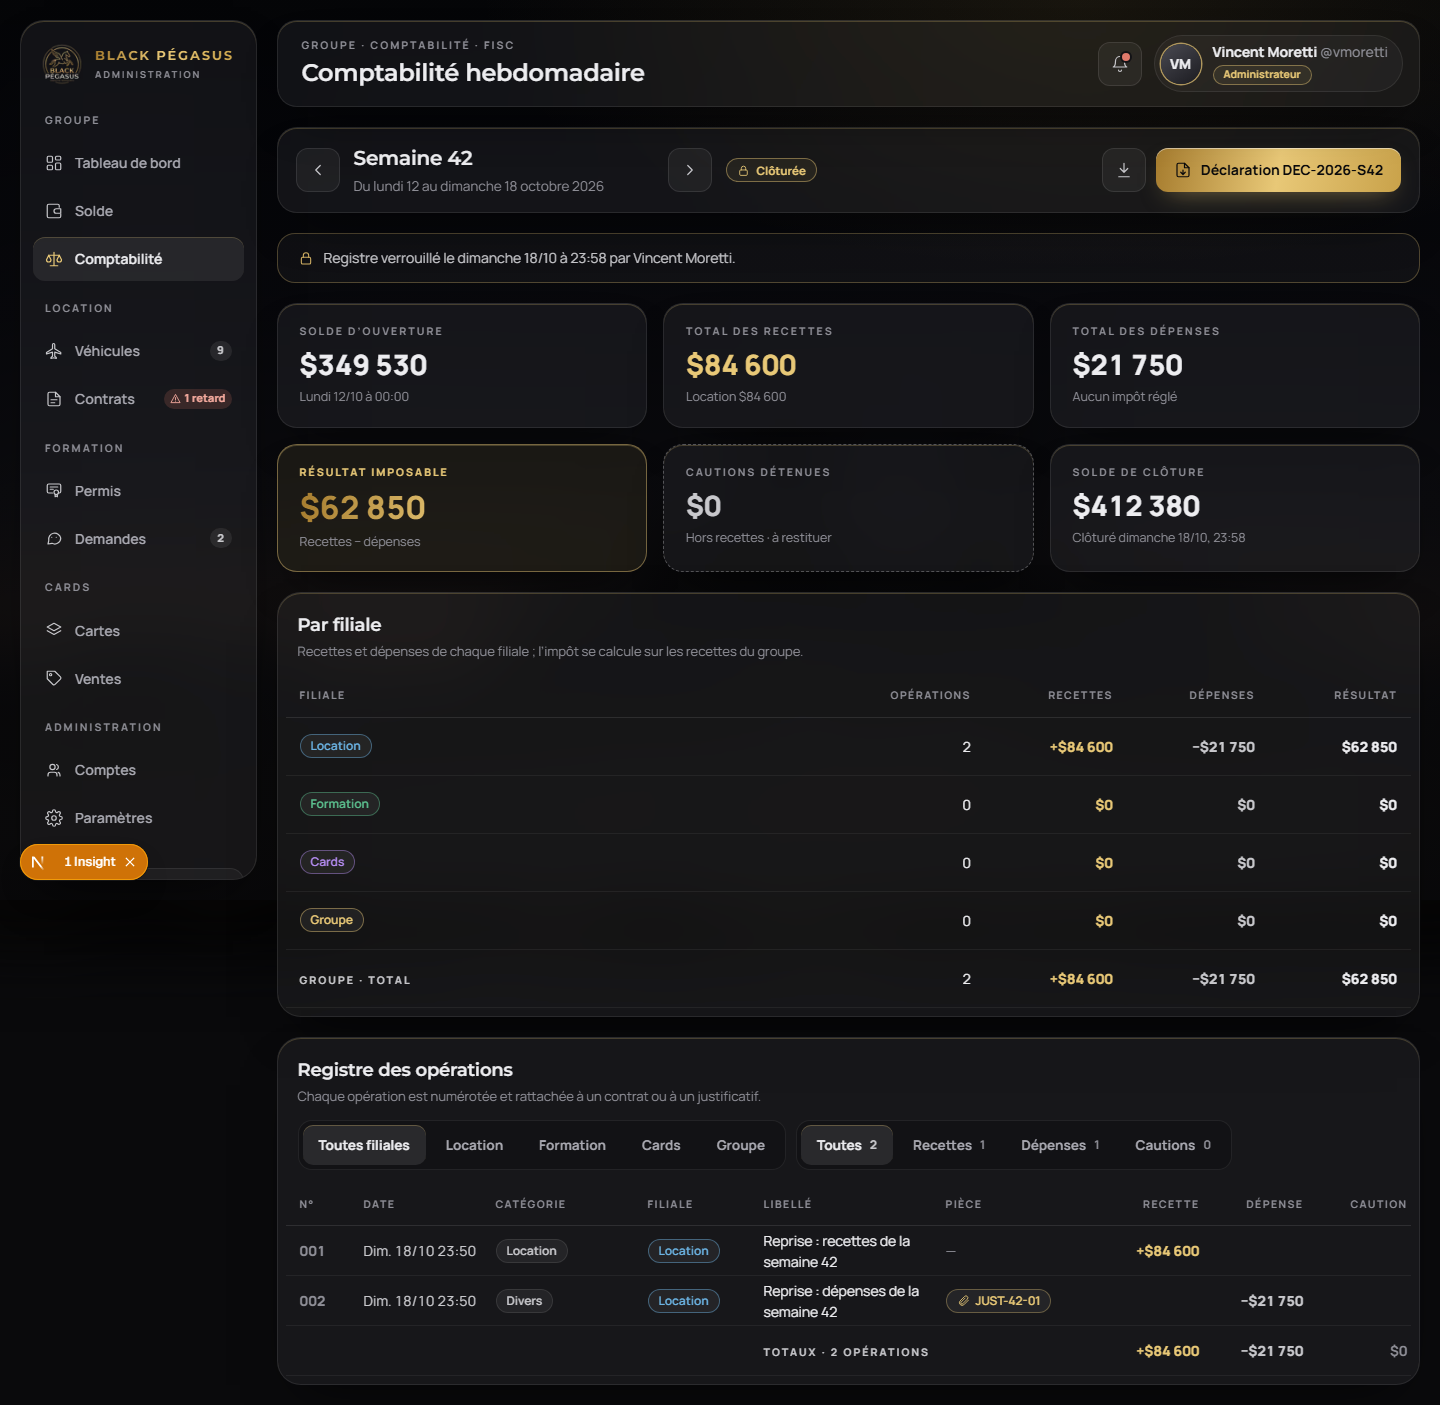 BLACK PÉGASUS
ADMINISTRATION
BLACK
PÉGASUS
GROUPE
Tableau de bord
Solde
Comptabilité
LOCATION
Véhicules 9
Contrats 1 retard
FORMATION
Permis
Demandes 2
CARDS
Cartes
Ventes
ADMINISTRATION
Comptes
Paramètres
N 1 Insight
GROUPE · COMPTABILITÉ · FISC
Comptabilité hebdomadaire
VM
Vincent Moretti @vmoretti
Administrateur
Semaine 42
Du lundi 12 au dimanche 18 octobre 2026
Clôturée
Déclaration DEC-2026-S42
Registre verrouillé le dimanche 18/10 à 23:58 par Vincent Moretti.
SOLDE D'OUVERTURE
$349 530
Lundi 12/10 à 00:00
TOTAL DES RECETTES
$84 600
Location $84 600
TOTAL DES DÉPENSES
$21 750
Aucun impôt réglé
RÉSULTAT IMPOSABLE
$62 850
Recettes − dépenses
CAUTIONS DÉTENUES
$0
Hors recettes · à restituer
SOLDE DE CLÔTURE
$412 380
Clôturé dimanche 18/10, 23:58
Par filiale
Recettes et dépenses de chaque filiale ; l'impôt se calcule sur les recettes du groupe.
FILIALE OPÉRATIONS RECETTES DÉPENSES RÉSULTAT
Location 2 +$84 600 −$21 750 $62 850
Formation 0 $0 $0 $0
Cards 0 $0 $0 $0
Groupe 0 $0 $0 $0
GROUPE · TOTAL 2 +$84 600 −$21 750 $62 850
Registre des opérations
Chaque opération est numérotée et rattachée à un contrat ou à un justificatif.
Toutes filiales Location Formation Cards Groupe Toutes 2 Recettes 1 Dépenses 1 Cautions 0
N° DATE CATÉGORIE FILIALE LIBELLÉ PIÈCE RECETTE DÉPENSE CAUTION
001 Dim. 18/10 23:50 Location Location Reprise : recettes de la semaine 42 — +$84 600
002 Dim. 18/10 23:50 Divers Location Reprise : dépenses de la semaine 42 JUST-42-01 −$21 750
TOTAUX · 2 OPÉRATIONS +$84 600 −$21 750 $0